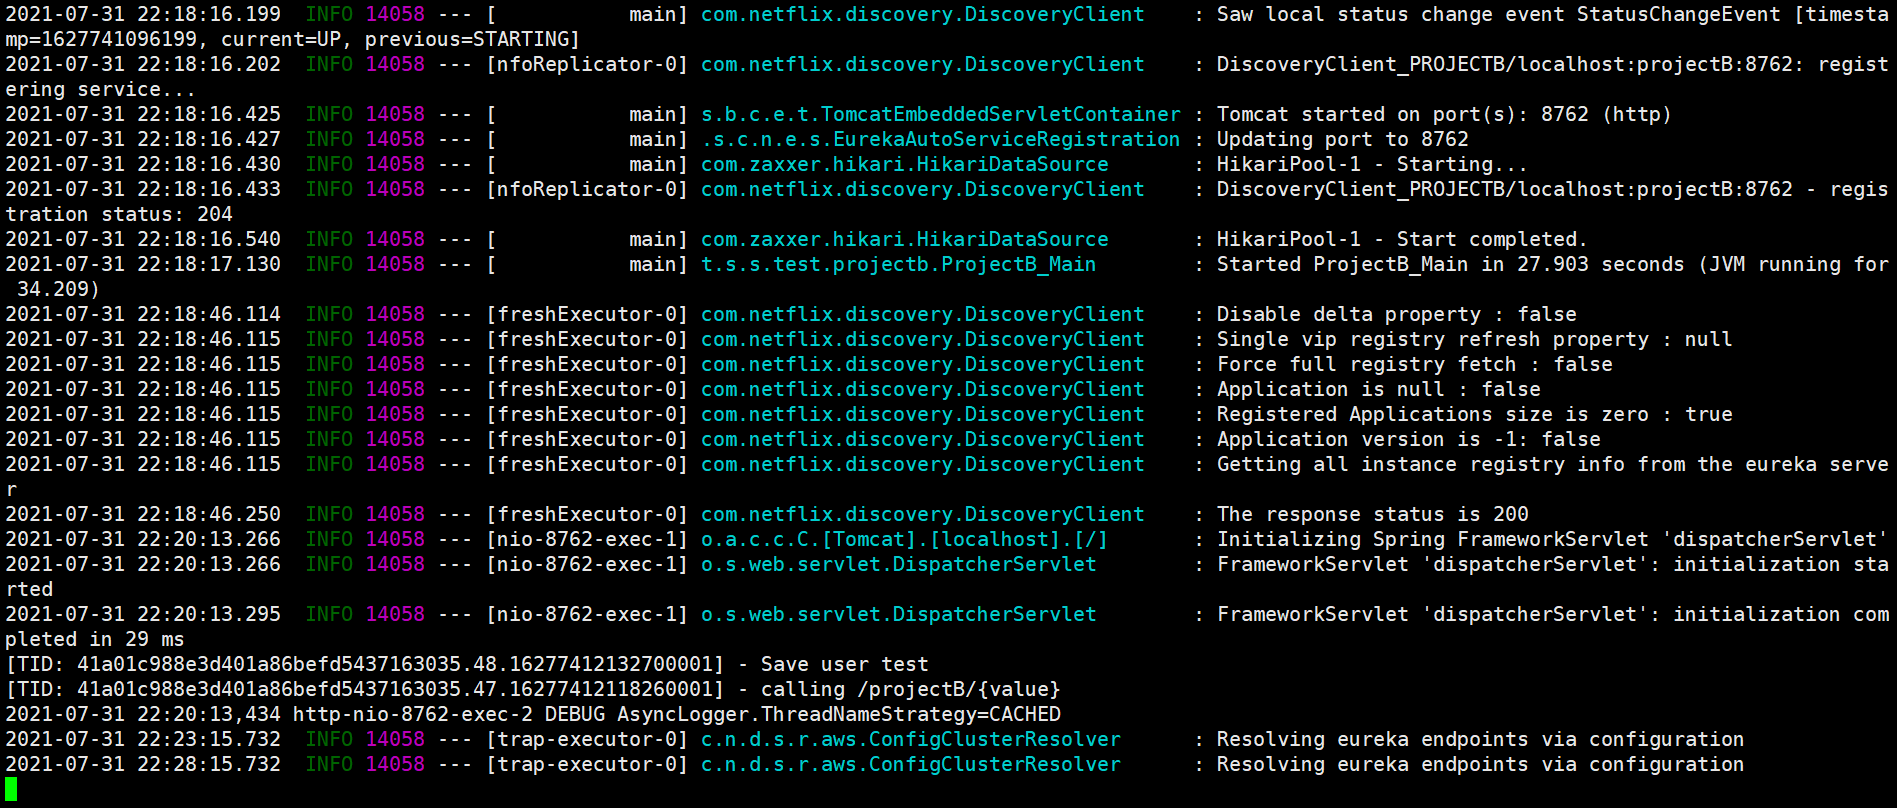 2021-07-31 22:18:16.199  INFO 14058 --- [           main] com.netflix.discovery.DiscoveryClient    : Saw local status change event StatusChangeEvent [timesta
mp=1627741096199, current=UP, previous=STARTING]
2021-07-31 22:18:16.202  INFO 14058 --- [nfoReplicator-0] com.netflix.discovery.DiscoveryClient    : DiscoveryClient_PROJECTB/localhost:projectB:8762: regist
ering service...
2021-07-31 22:18:16.425  INFO 14058 --- [           main] s.b.c.e.t.TomcatEmbeddedServletContainer : Tomcat started on port(s): 8762 (http)
2021-07-31 22:18:16.427  INFO 14058 --- [           main] .s.c.n.e.s.EurekaAutoServiceRegistration : Updating port to 8762
2021-07-31 22:18:16.430  INFO 14058 --- [           main] com.zaxxer.hikari.HikariDataSource       : HikariPool-1 - Starting...
2021-07-31 22:18:16.433  INFO 14058 --- [nfoReplicator-0] com.netflix.discovery.DiscoveryClient    : DiscoveryClient_PROJECTB/localhost:projectB:8762 - regis
tration status: 204
2021-07-31 22:18:16.540  INFO 14058 --- [           main] com.zaxxer.hikari.HikariDataSource       : HikariPool-1 - Start completed.
2021-07-31 22:18:17.130  INFO 14058 --- [           main] t.s.s.test.projectb.ProjectB_Main        : Started ProjectB_Main in 27.903 seconds (JVM running for
 34.209)
2021-07-31 22:18:46.114  INFO 14058 --- [freshExecutor-0] com.netflix.discovery.DiscoveryClient    : Disable delta property : false
2021-07-31 22:18:46.115  INFO 14058 --- [freshExecutor-0] com.netflix.discovery.DiscoveryClient    : Single vip registry refresh property : null
2021-07-31 22:18:46.115  INFO 14058 --- [freshExecutor-0] com.netflix.discovery.DiscoveryClient    : Force full registry fetch : false
2021-07-31 22:18:46.115  INFO 14058 --- [freshExecutor-0] com.netflix.discovery.DiscoveryClient    : Application is null : false
2021-07-31 22:18:46.115  INFO 14058 --- [freshExecutor-0] com.netflix.discovery.DiscoveryClient    : Registered Applications size is zero : true
2021-07-31 22:18:46.115  INFO 14058 --- [freshExecutor-0] com.netflix.discovery.DiscoveryClient    : Application version is -1: false
2021-07-31 22:18:46.115  INFO 14058 --- [freshExecutor-0] com.netflix.discovery.DiscoveryClient    : Getting all instance registry info from the eureka serve
r
2021-07-31 22:18:46.250  INFO 14058 --- [freshExecutor-0] com.netflix.discovery.DiscoveryClient    : The response status is 200
2021-07-31 22:20:13.266  INFO 14058 --- [nio-8762-exec-1] o.a.c.c.C.[Tomcat].[localhost].[/]       : Initializing Spring FrameworkServlet 'dispatcherServlet'
2021-07-31 22:20:13.266  INFO 14058 --- [nio-8762-exec-1] o.s.web.servlet.DispatcherServlet        : FrameworkServlet 'dispatcherServlet': initialization sta
rted
2021-07-31 22:20:13.295  INFO 14058 --- [nio-8762-exec-1] o.s.web.servlet.DispatcherServlet        : FrameworkServlet 'dispatcherServlet': initialization com
pleted in 29 ms
[TID: 41a01c988e3d401a86befd5437163035.48.16277412132700001] - Save user test
[TID: 41a01c988e3d401a86befd5437163035.47.16277412118260001] - calling /projectB/{value}
2021-07-31 22:20:13,434 http-nio-8762-exec-2 DEBUG AsyncLogger.ThreadNameStrategy=CACHED
2021-07-31 22:23:15.732  INFO 14058 --- [trap-executor-0] c.n.d.s.r.aws.ConfigClusterResolver      : Resolving eureka endpoints via configuration
2021-07-31 22:28:15.732  INFO 14058 --- [trap-executor-0] c.n.d.s.r.aws.ConfigClusterResolver      : Resolving eureka endpoints via configuration